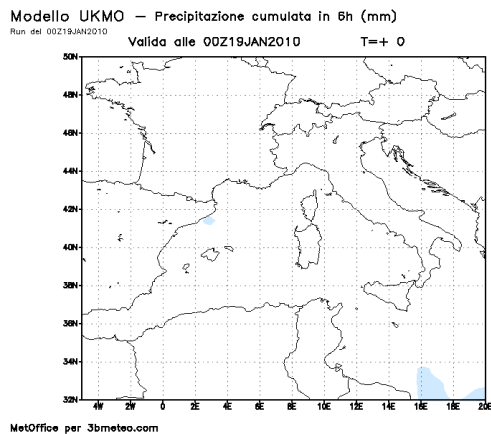 Modello UKMO – Precipitazione cumulata in 6h (mm)
Run del 00Z19JAN2010
Valida alle 00Z19JAN2010 T=+ 0
50N
48N
46N
44N
42N
40N
38N
36N
34N
32N
4W 2W 0 2E 4E 6E 8E 10E 12E 14E 16E 18E 20E
MetOffice per 3bmeteo.com